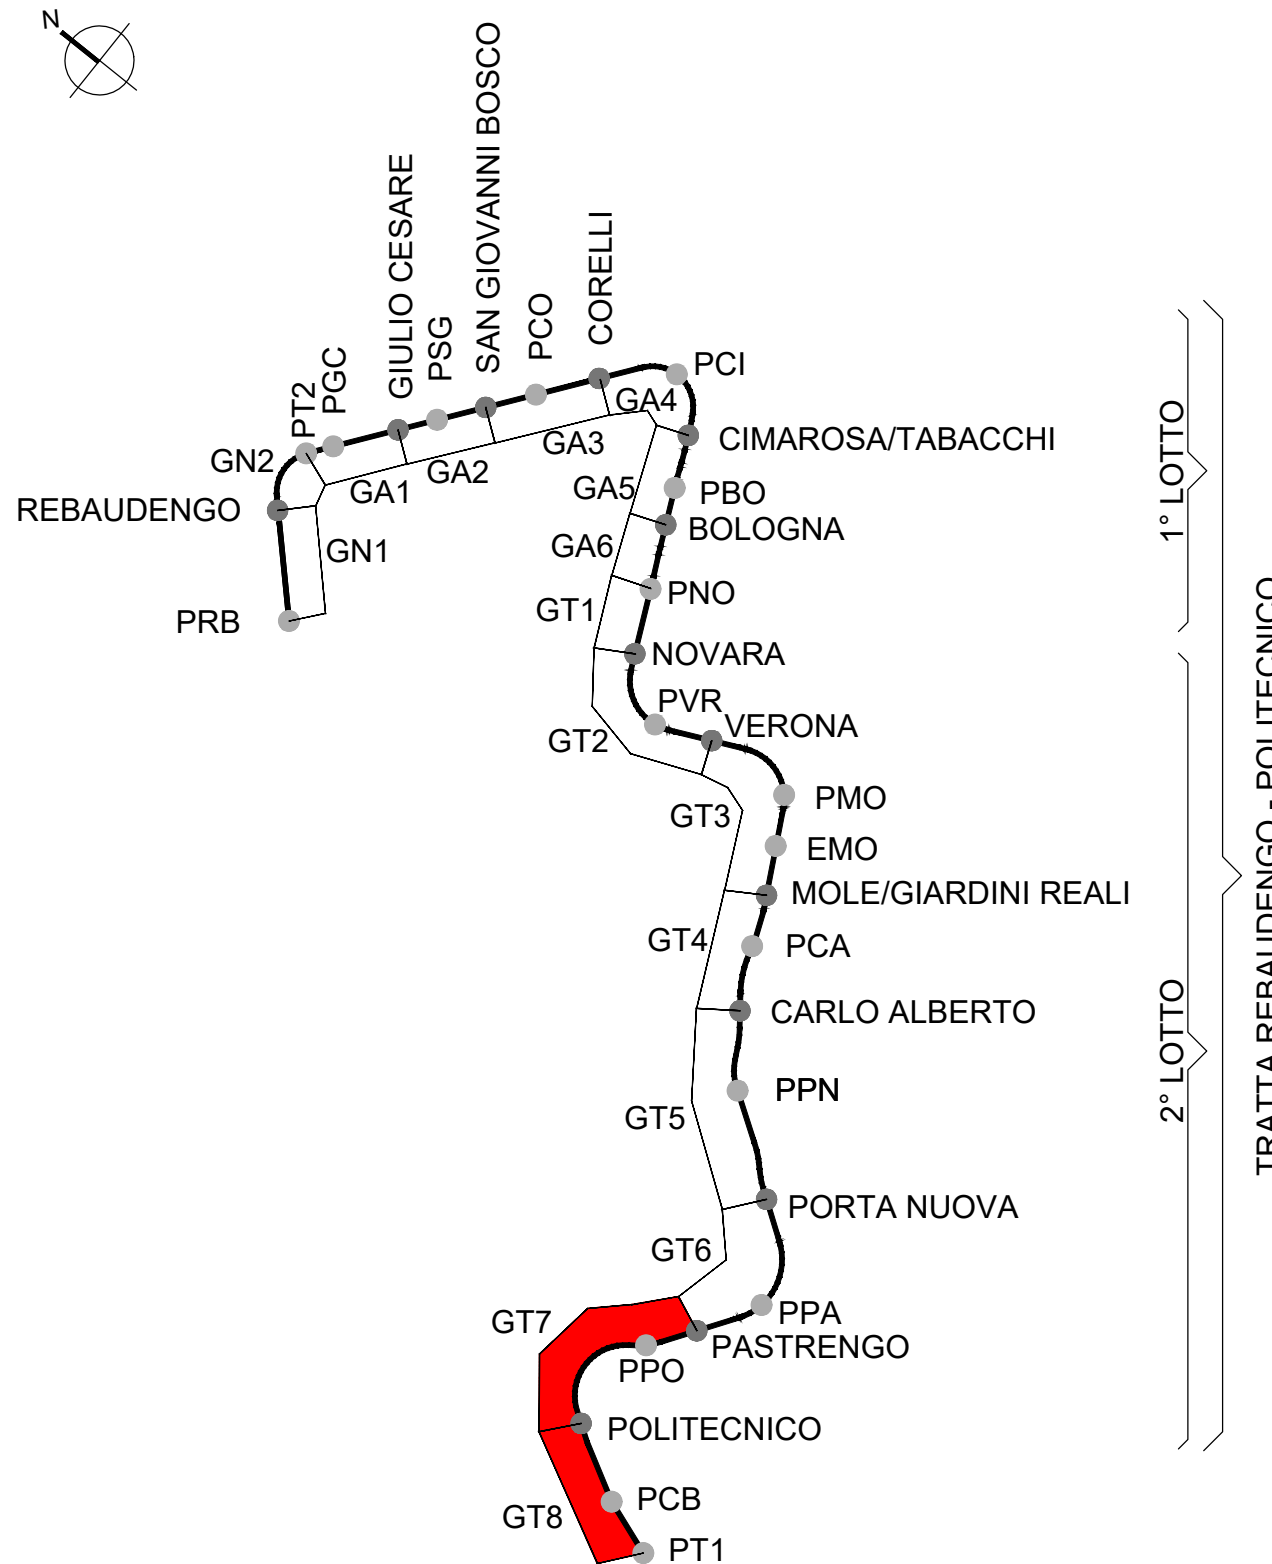 N
GIULIO CESARE
SAN GIOVANNI BOSCO
CORELLI
PT2
PGC
PSG
PCO
PCI
GN2
GA1
GA2
GA3
GA4
CIMAROSA/TABACCHI
REBAUDENGO
GN1
GA5
PBO
BOLOGNA
GA6
PNO
GT1
PRB
NOVARA
PVR
VERONA
GT2
PMO
GT3
EMO
MOLE/GIARDINI REALI
GT4
PCA
CARLO ALBERTO
PPN
GT5
PORTA NUOVA
GT6
PPA
GT7
PASTRENGO
PPO
POLITECNICO
PCB
GT8
PT1
1° LOTTO
2° LOTTO
TRATTA REBAUDENGO - POLITECNICO